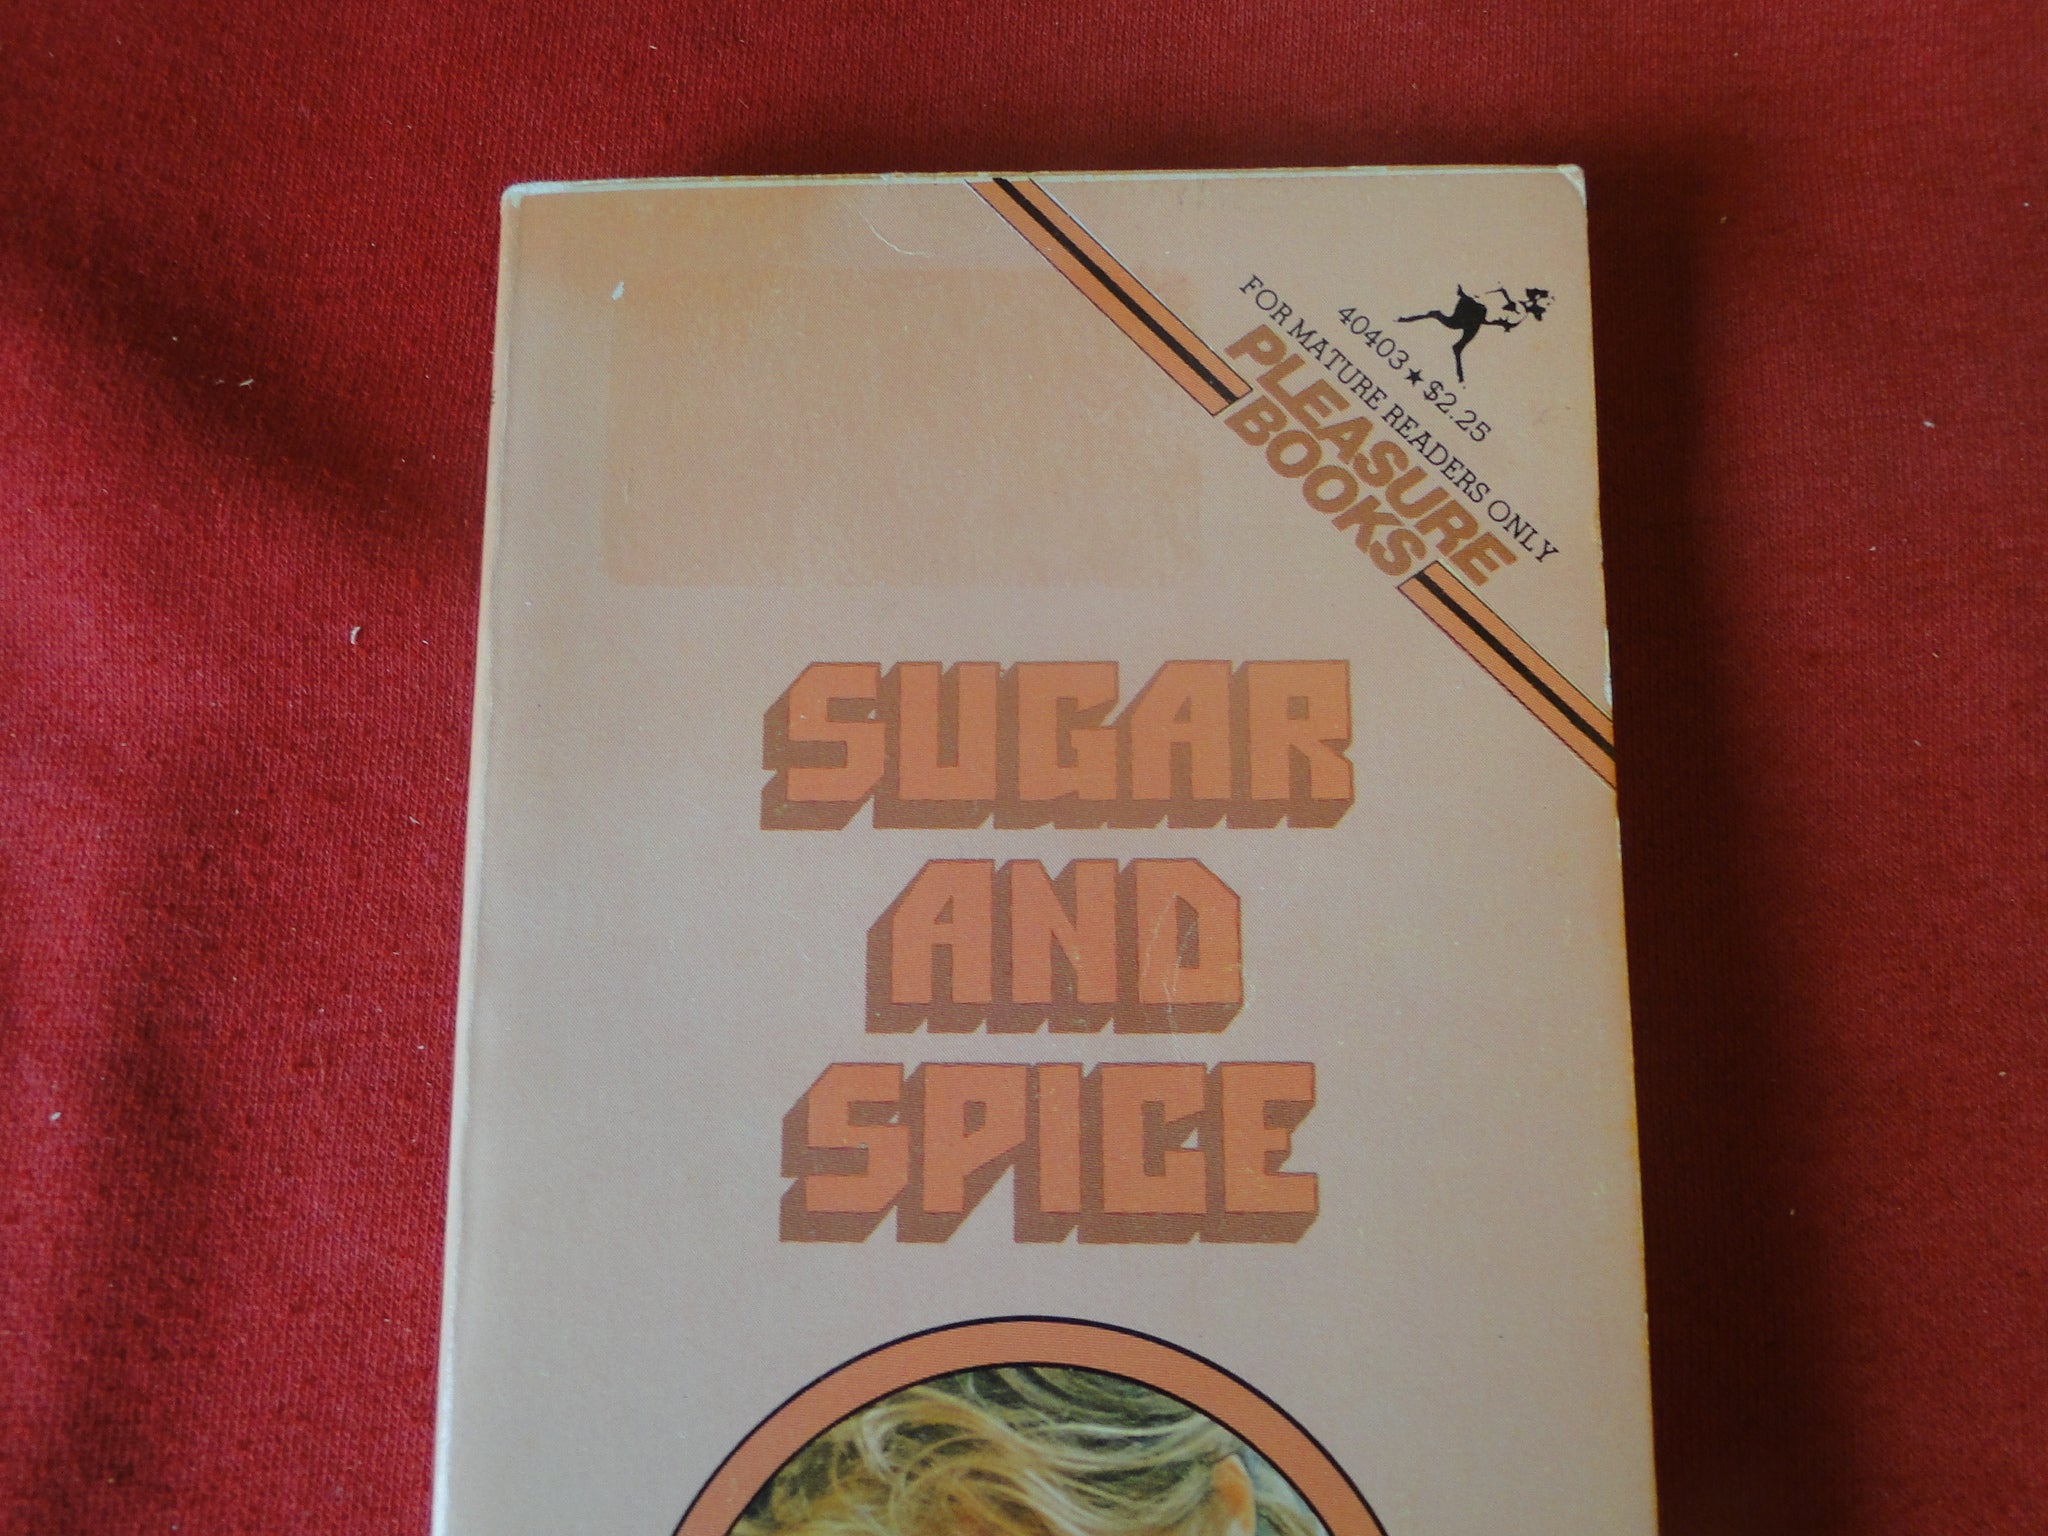 40403 ★ $2.25
FOR MATURE READERS ONLY
PLEASURE
BOOKS
SUGAR
AND
SPICE